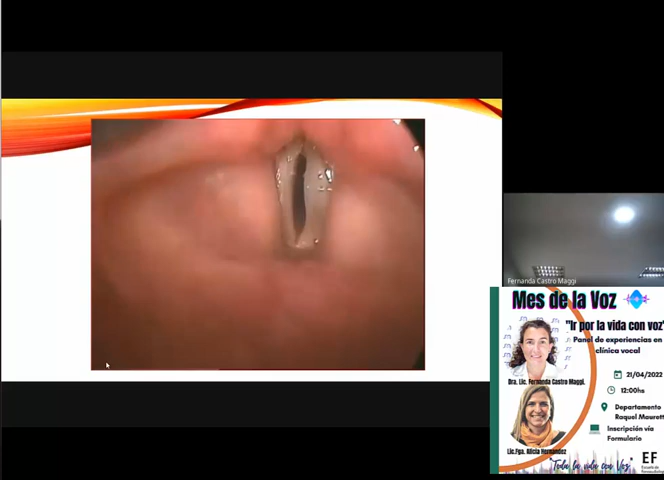 Fernanda Castro Maggi
Mes de la Voz
"Ir por la vida con voz"
Panel de experiencias en
clínica vocal
Dra. Lic. Fernanda Castro Maggi.
21/04/2022
12:00hs
Departamento
Raquel Maurett
Inscripción vía
Formulario
Lic.Fga. Alicia Hernández
"Toda la vida con Voz"
EF